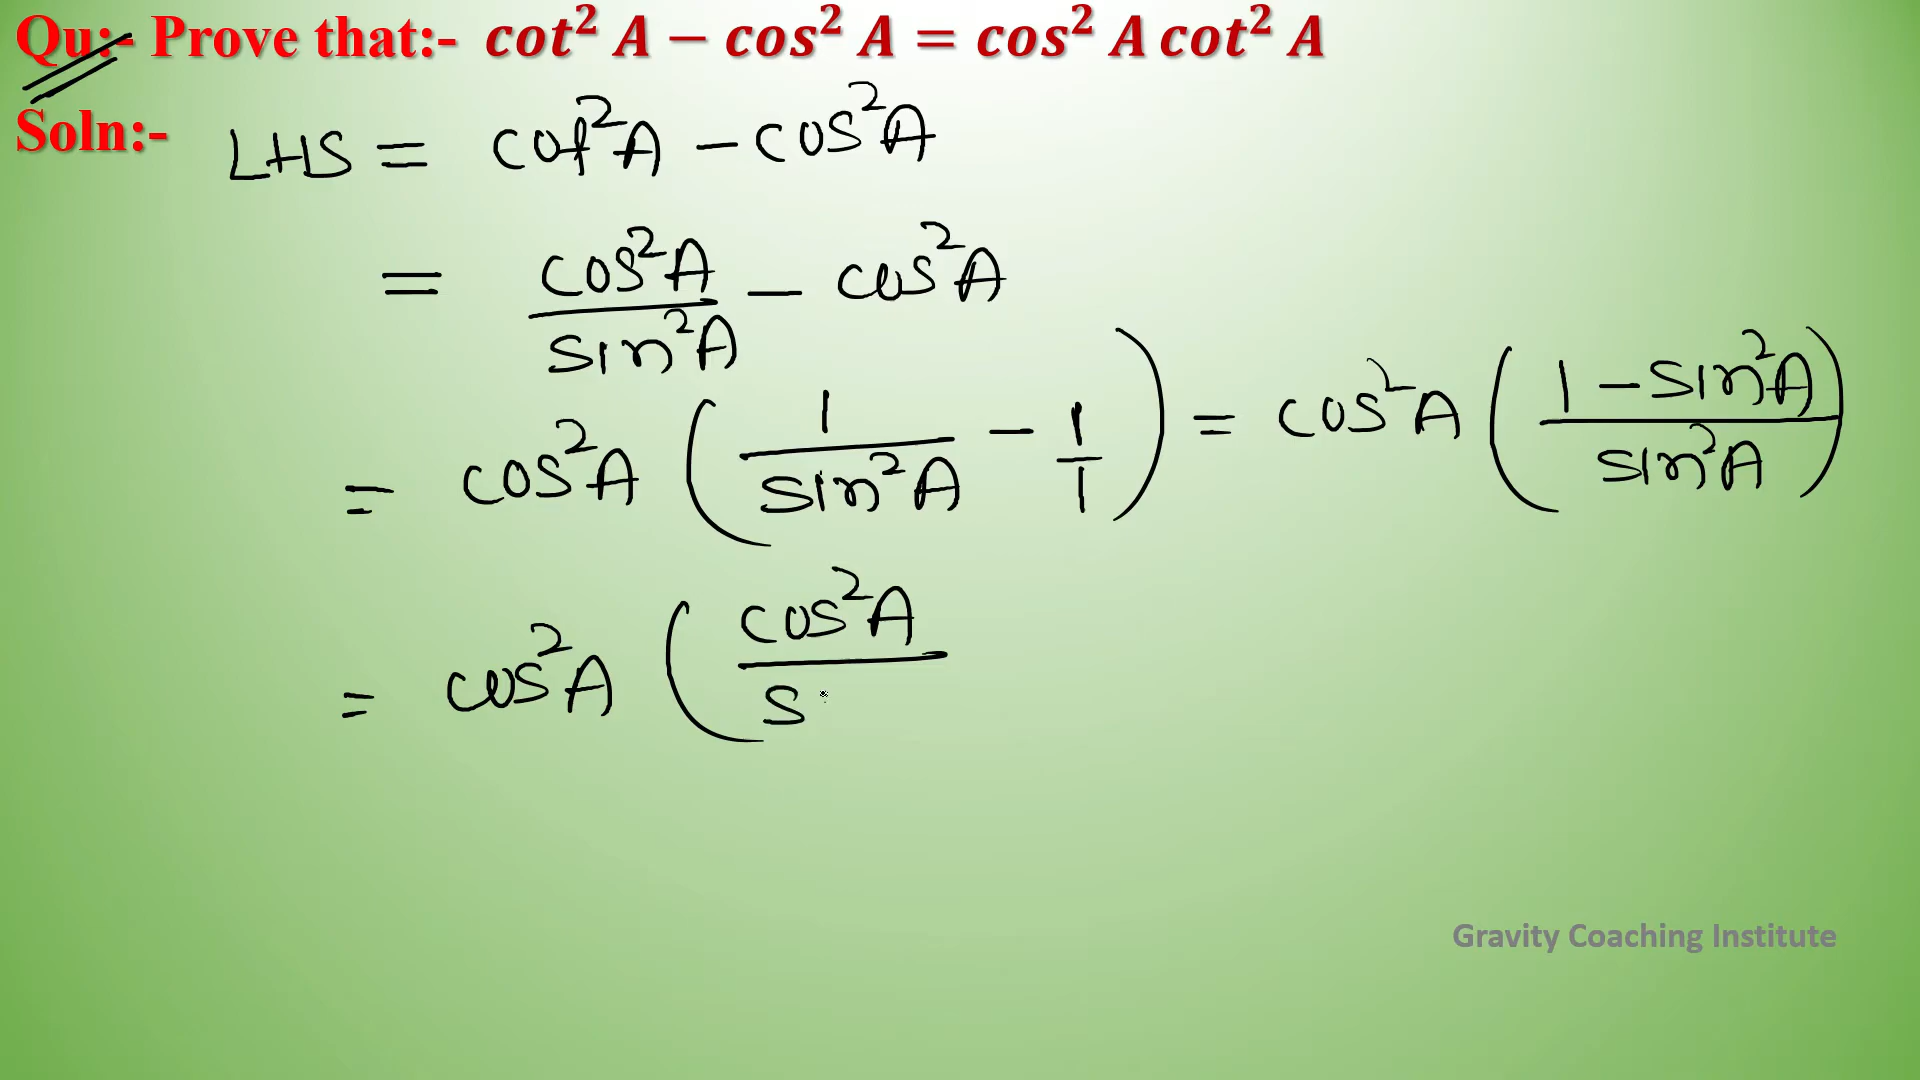 Qu:- Prove that:- cot² A − cos² A = cos² A cot² A
Soln:- LHS = cot²A − cos²A
= cos²A/sin²A − cos²A
= cos²A (1/sin²A − 1/1) = cos²A (1 − sin²A/sin²A)
= cos²A (cos²A/s
Gravity Coaching Institute